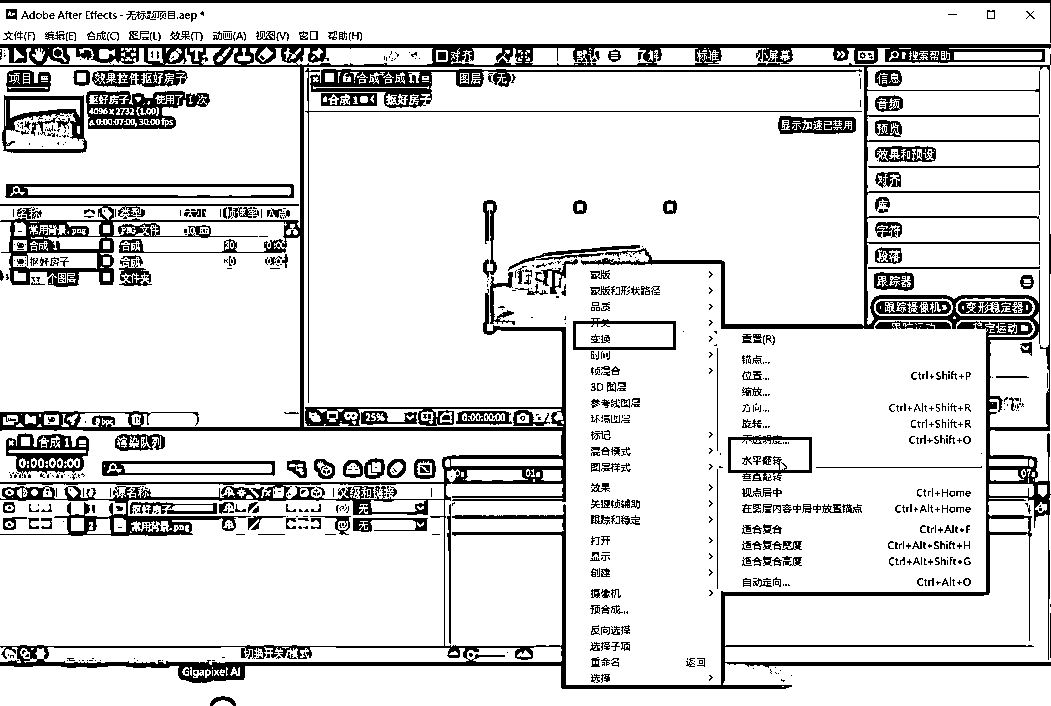 Adobe After Effects - 无标题项目.aep *
文件(F) 编辑(E) 合成(C) 图层(L) 效果(T) 动画(A) 视图(V) 窗口 帮助(H)
对齐 默认 了解 标准 小屏幕 搜索帮助
项目 效果控件抠好房子
合成 合成 1 图层 (无)
合成 1 抠好房子
抠好房子 , 使用了 1 次
4096 x 2732 (1.00)
Δ 0:00:07:00, 30.00 fps
显示加速已禁用
信息
音频
预览
效果和预设
对齐
库
字符
段落
跟踪器
跟踪摄像机 变形稳定器
跟踪运动 稳定运动
名称 类型 大小 帧速率 入点
常用背景.png PNG 文件
合成 1 合成 30 0:00
抠好房子 合成 30 0:00
个图层 文件夹
8 bpc
25% 0:00:00:00
蒙版
蒙版和形状路径
品质
开关
变换
时间
帧混合
3D 图层
参考线图层
环境图层
标记
混合模式
图层样式
效果
关键帧辅助
跟踪和稳定
打开
显示
创建
摄像机
预合成...
反向选择
选择子项
重命名 返回
选择
重置(R)
锚点...
位置... Ctrl+Shift+P
缩放...
方向... Ctrl+Alt+Shift+R
旋转... Ctrl+Shift+R
不透明度... Ctrl+Shift+O
水平翻转
垂直翻转
视点居中 Ctrl+Home
在图层内容中居中放置锚点 Ctrl+Alt+Home
适合复合 Ctrl+Alt+F
适合复合宽度 Ctrl+Alt+Shift+H
适合复合高度 Ctrl+Alt+Shift+G
自动定向... Ctrl+Alt+O
合成 1 渲染队列
0:00:00:00
源名称 父级和链接
1 抠好房子 无
2 常用背景.png 无
01s
切换开关/模式
Gigapixel AI